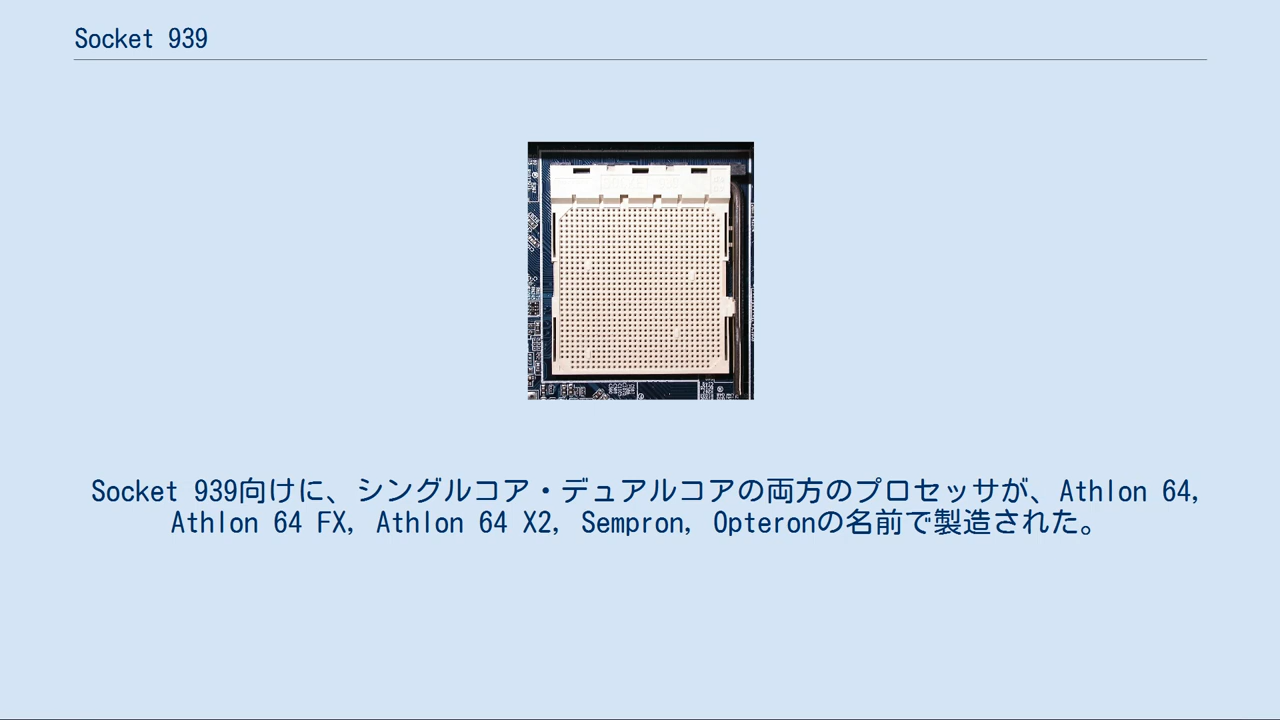 Socket 939
Socket 939向けに、シングルコア・デュアルコアの両方のプロセッサが、Athlon 64,
Athlon 64 FX, Athlon 64 X2, Sempron, Opteronの名前で製造された。